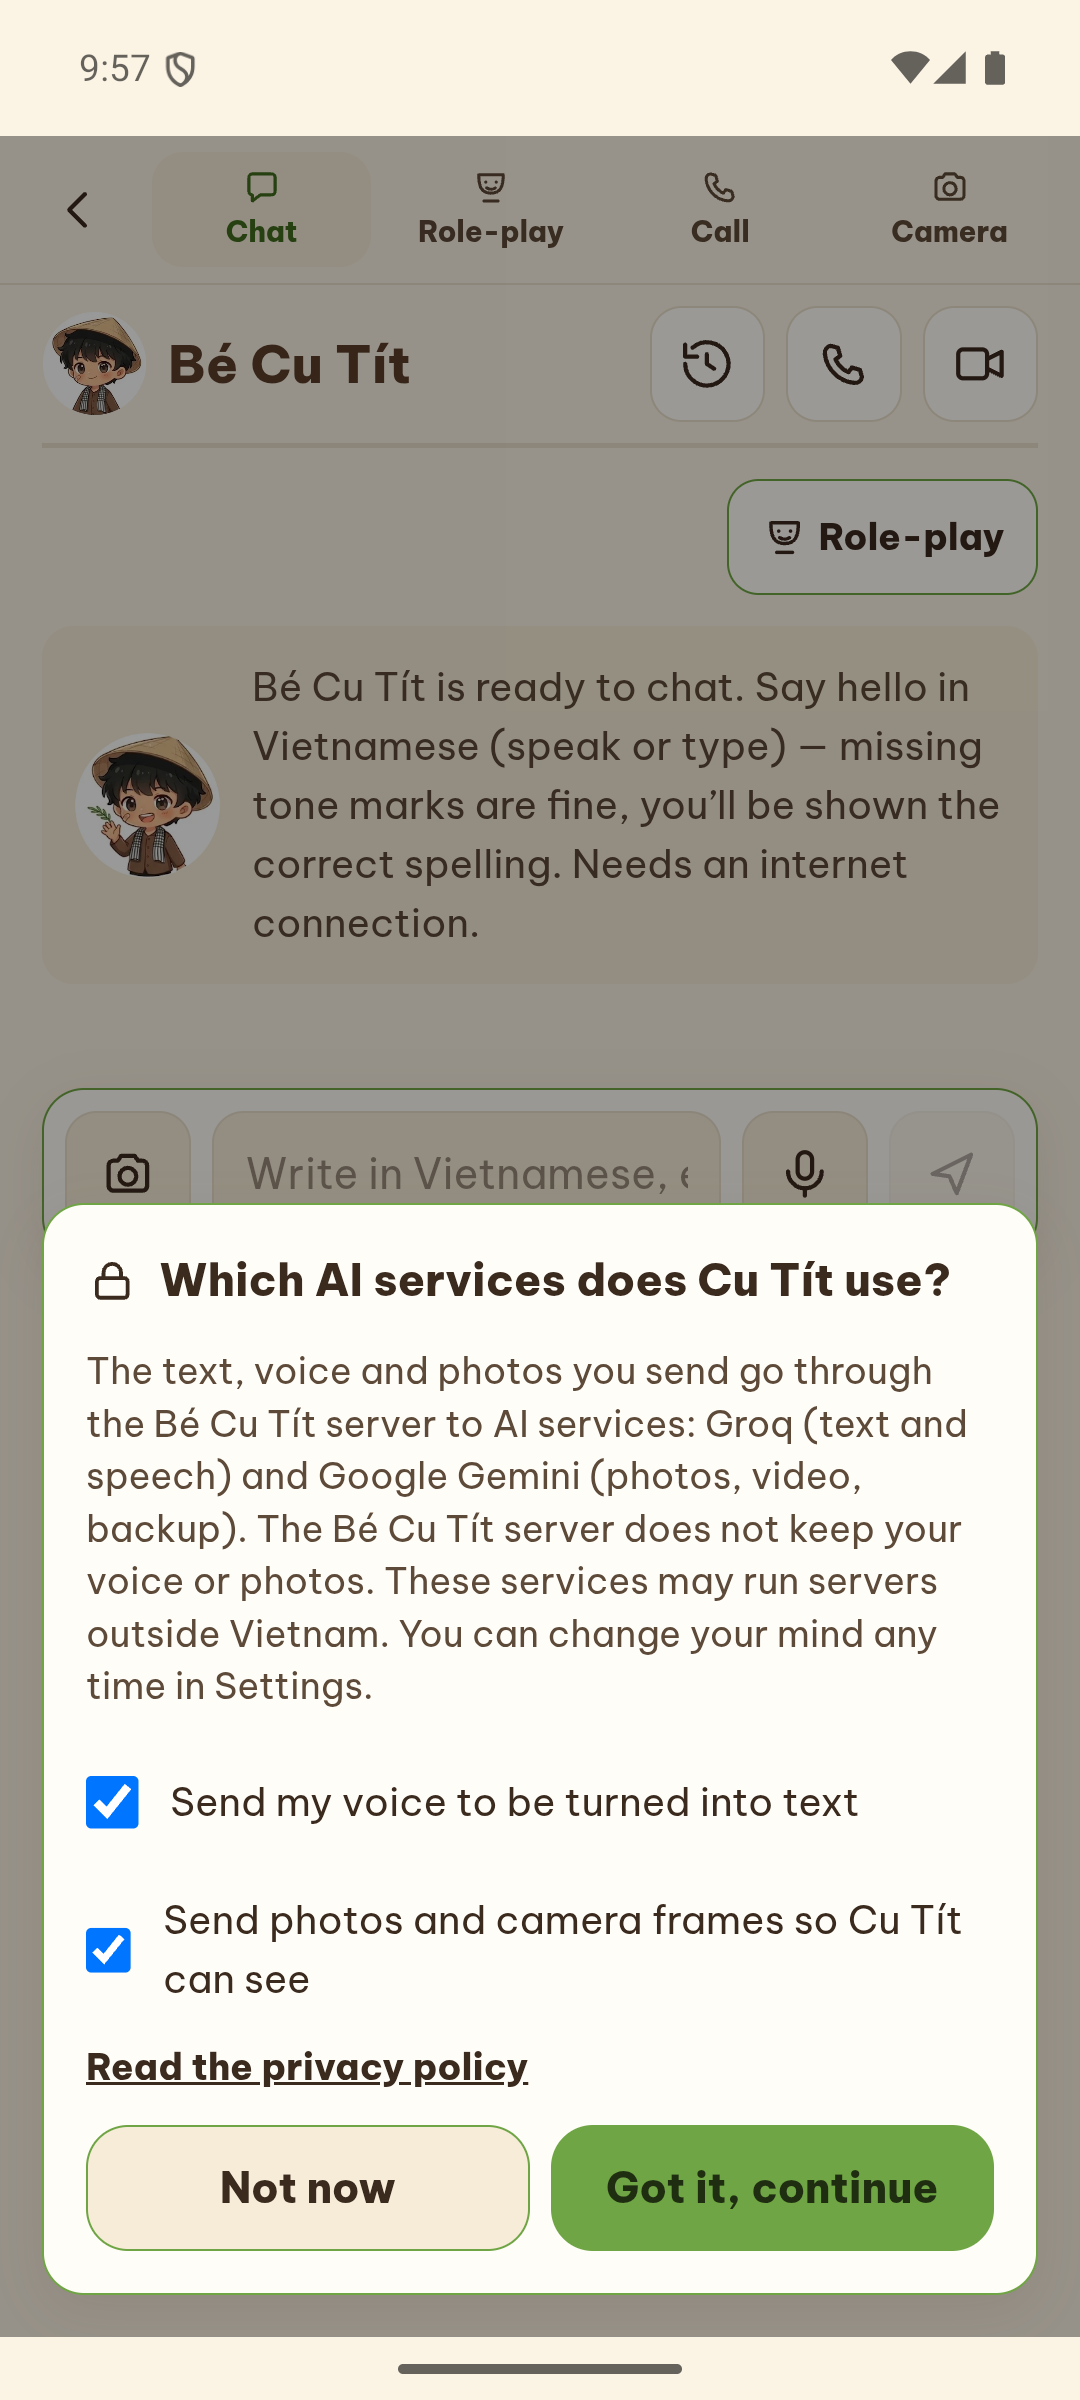 9:57
Chat
Role-play
Call
Camera
Bé Cu Tít
Role-play
Bé Cu Tít is ready to chat. Say hello in
Vietnamese (speak or type) — missing
tone marks are fine, you’ll be shown the
correct spelling. Needs an internet
connection.
Write in Vietnamese,
Which AI services does Cu Tít use?
The text, voice and photos you send go through
the Bé Cu Tít server to AI services: Groq (text and
speech) and Google Gemini (photos, video,
backup). The Bé Cu Tít server does not keep your
voice or photos. These services may run servers
outside Vietnam. You can change your mind any
time in Settings.
Send my voice to be turned into text
Send photos and camera frames so Cu Tít
can see
Read the privacy policy
Not now
Got it, continue